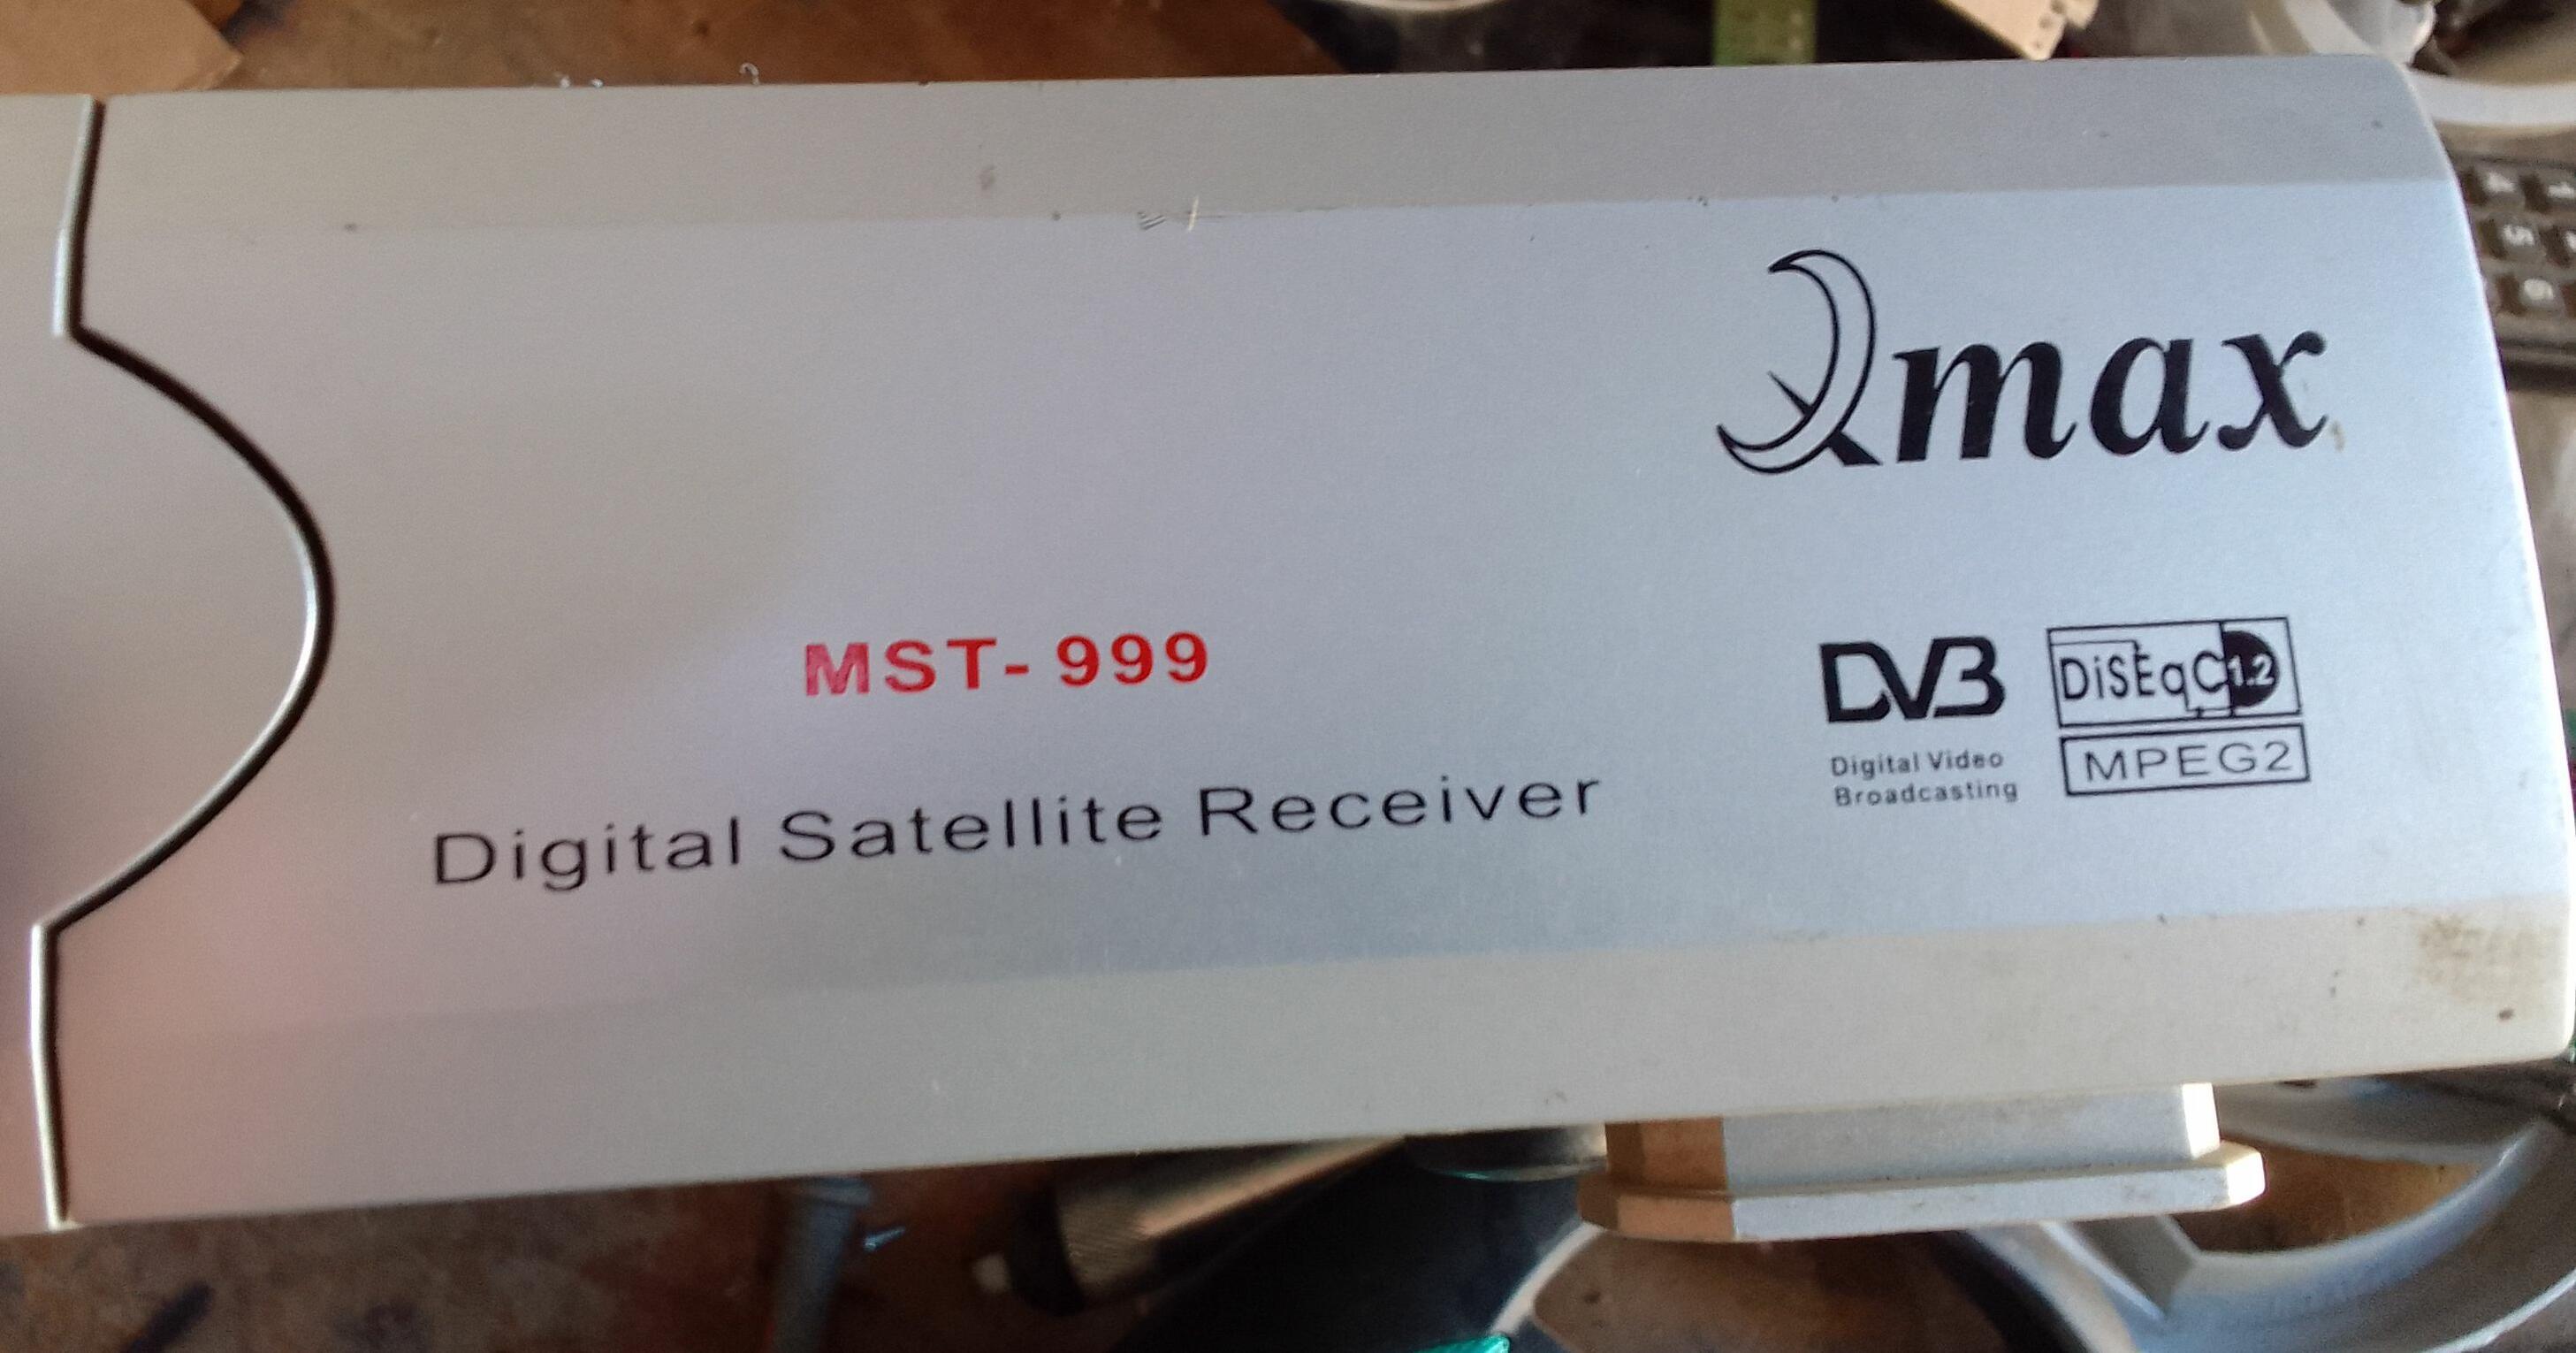 Qmax
MST-999
Digital Satellite Receiver
DVB
Digital Video
Broadcasting
DiSEqC 1.2
MPEG2